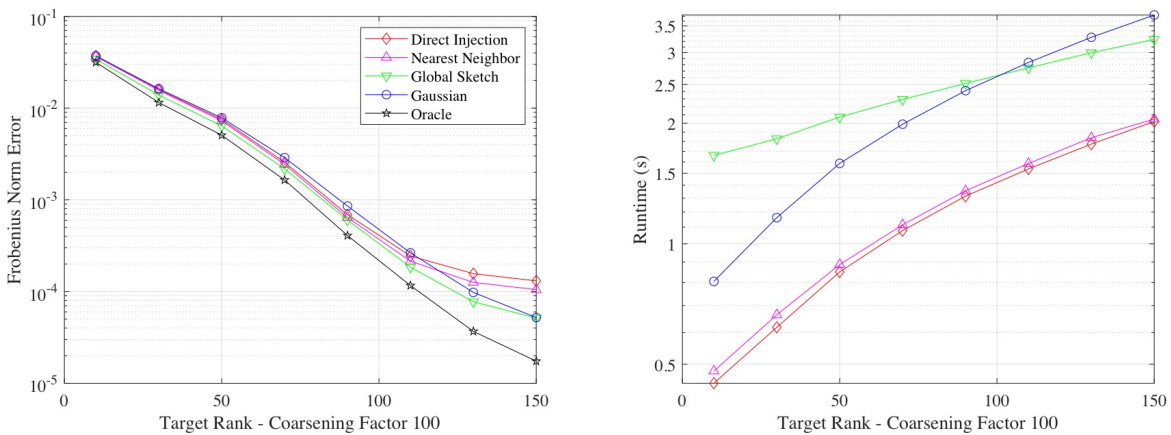 10^-1
10^-2
10^-3
10^-4
10^-5
Frobenius Norm Error
Direct Injection
Nearest Neighbor
Global Sketch
Gaussian
Oracle
0 50 100 150
Target Rank - Coarsening Factor 100
3.5
3
2.5
2
1.5
1
0.5
Runtime (s)
0 50 100 150
Target Rank - Coarsening Factor 100